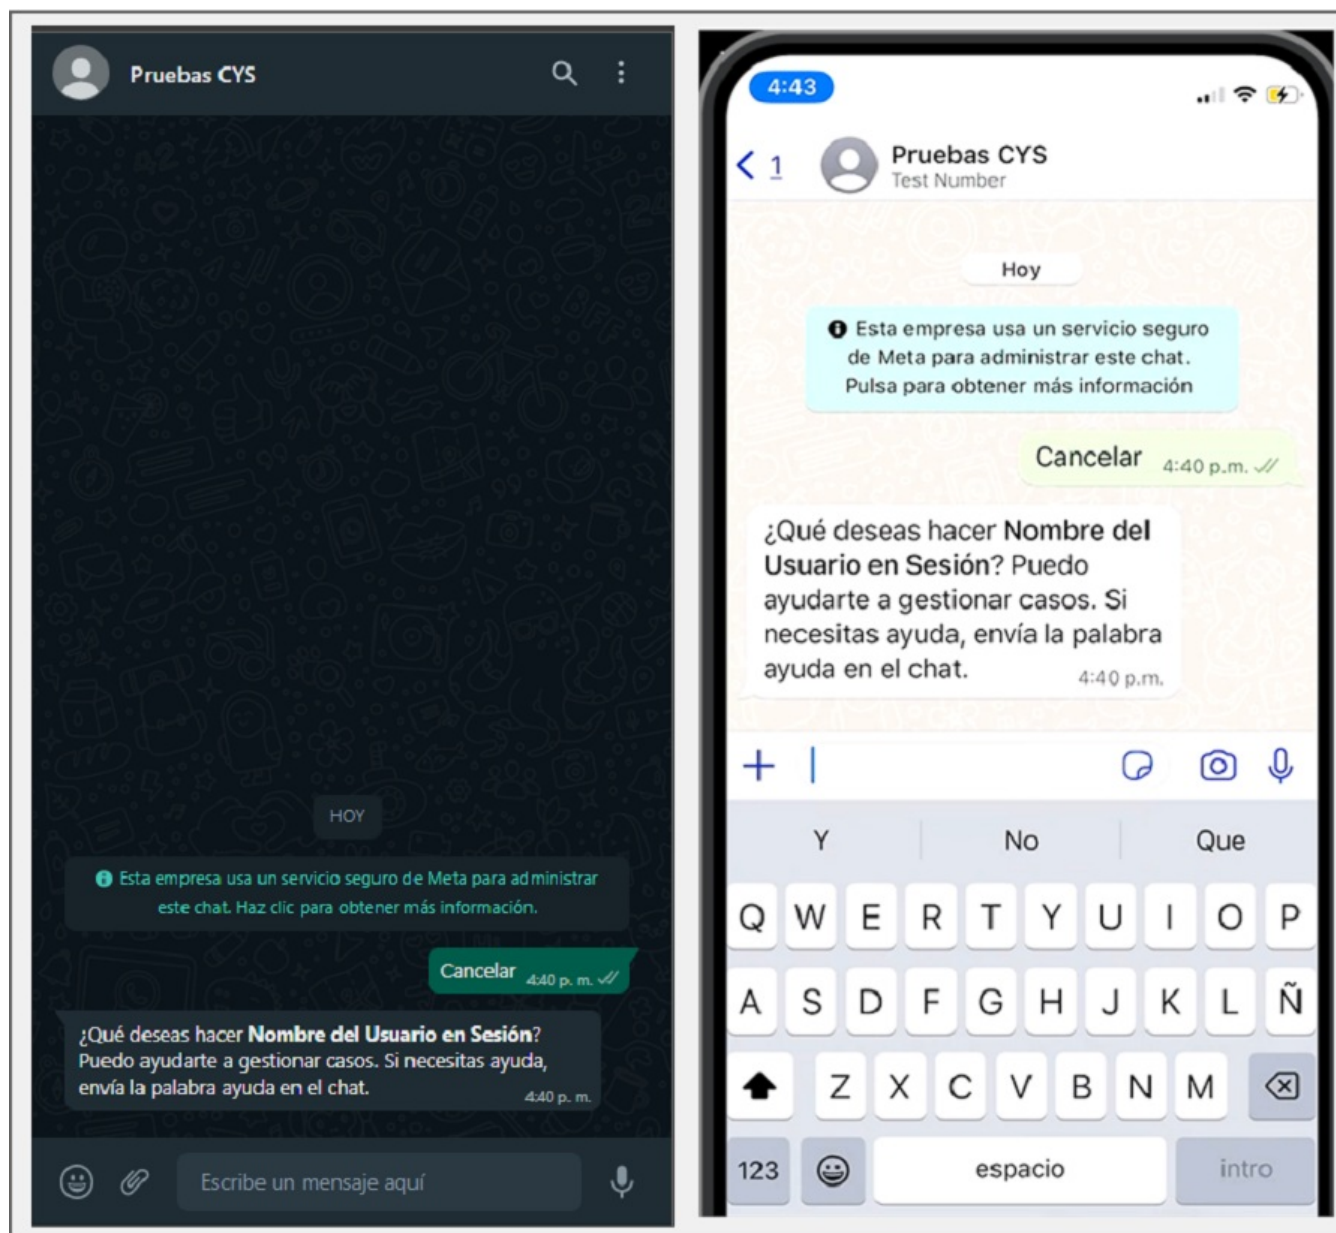 Pruebas CYS
HOY
Esta empresa usa un servicio seguro de Meta para administrar
este chat. Haz clic para obtener más información.
Cancelar 4:40 p. m.
¿Qué deseas hacer Nombre del Usuario en Sesión?
Puedo ayudarte a gestionar casos. Si necesitas ayuda,
envía la palabra ayuda en el chat.
4:40 p. m.
Escribe un mensaje aquí
4:43
1
Pruebas CYS
Test Number
Hoy
Esta empresa usa un servicio seguro
de Meta para administrar este chat.
Pulsa para obtener más información
Cancelar 4:40 p.m.
¿Qué deseas hacer Nombre del
Usuario en Sesión? Puedo
ayudarte a gestionar casos. Si
necesitas ayuda, envía la palabra
ayuda en el chat.
4:40 p.m.
Y No Que
Q W E R T Y U I O P
A S D F G H J K L Ñ
Z X C V B N M
123 espacio intro